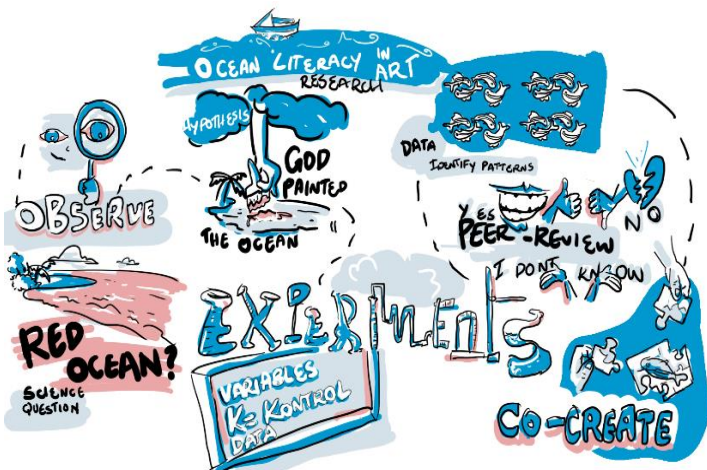 OCEAN LITERACY IN ART
RESEARCH
OBSERVE
RED
OCEAN?
SCIENCE
QUESTION
HYPOTHESIS
GOD
PAINTED
THE OCEAN
EXPERIMENTS
VARIABLES
K= KONTROL
DATA
DATA
IDENTIFY PATTERNS
YES
NO
PEER-REVIEW
I DONT KNOW
CO-CREATE